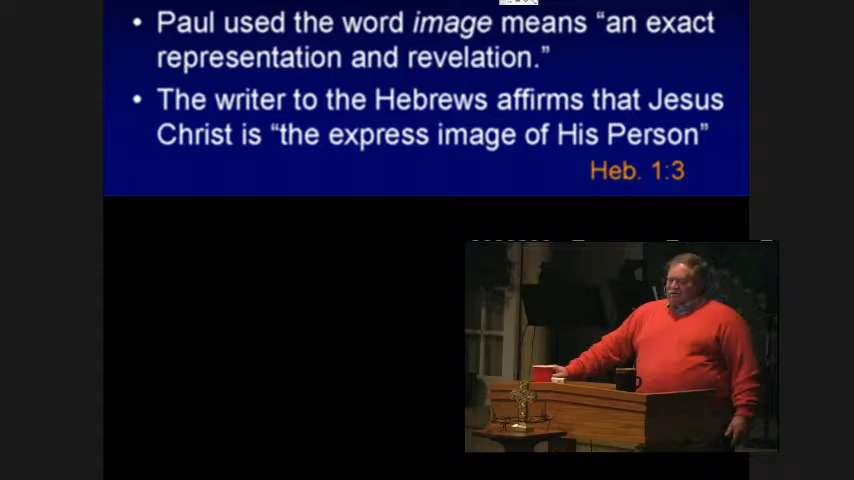 • Paul used the word image means “an exact
representation and revelation.”
• The writer to the Hebrews affirms that Jesus
Christ is “the express image of His Person”
Heb. 1:3